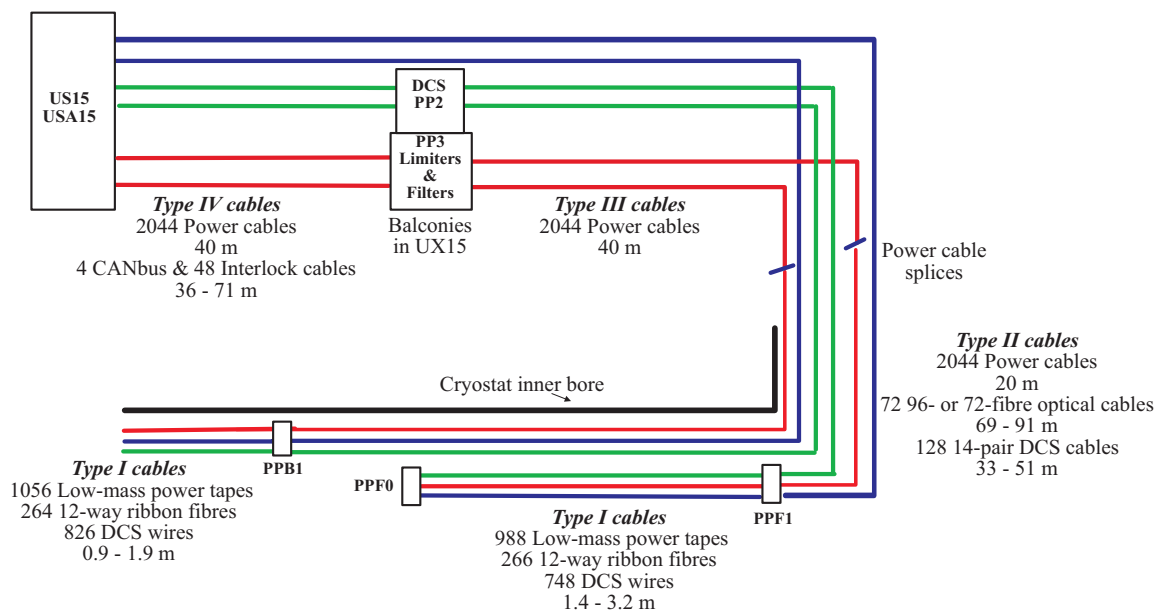 US15
USA15
DCS
PP2
PP3
Limiters
&
Filters
Balconies
in UX15
Type IV cables
2044 Power cables
40 m
4 CANbus & 48 Interlock cables
36 - 71 m
Type III cables
2044 Power cables
40 m
Power cable
splices
Type II cables
2044 Power cables
20 m
72 96- or 72-fibre optical cables
69 - 91 m
128 14-pair DCS cables
33 - 51 m
Cryostat inner bore
PPB1
Type I cables
1056 Low-mass power tapes
264 12-way ribbon fibres
826 DCS wires
0.9 - 1.9 m
PPF0
PPF1
Type I cables
988 Low-mass power tapes
266 12-way ribbon fibres
748 DCS wires
1.4 - 3.2 m